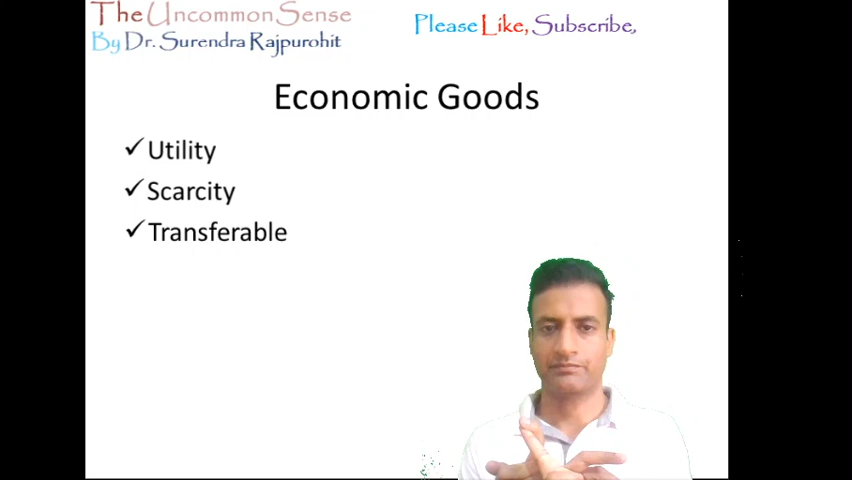 The Uncommon Sense
By Dr. Surendra Rajpurohit
Please Like, Subscribe,
Economic Goods
✓ Utility
✓ Scarcity
✓ Transferable